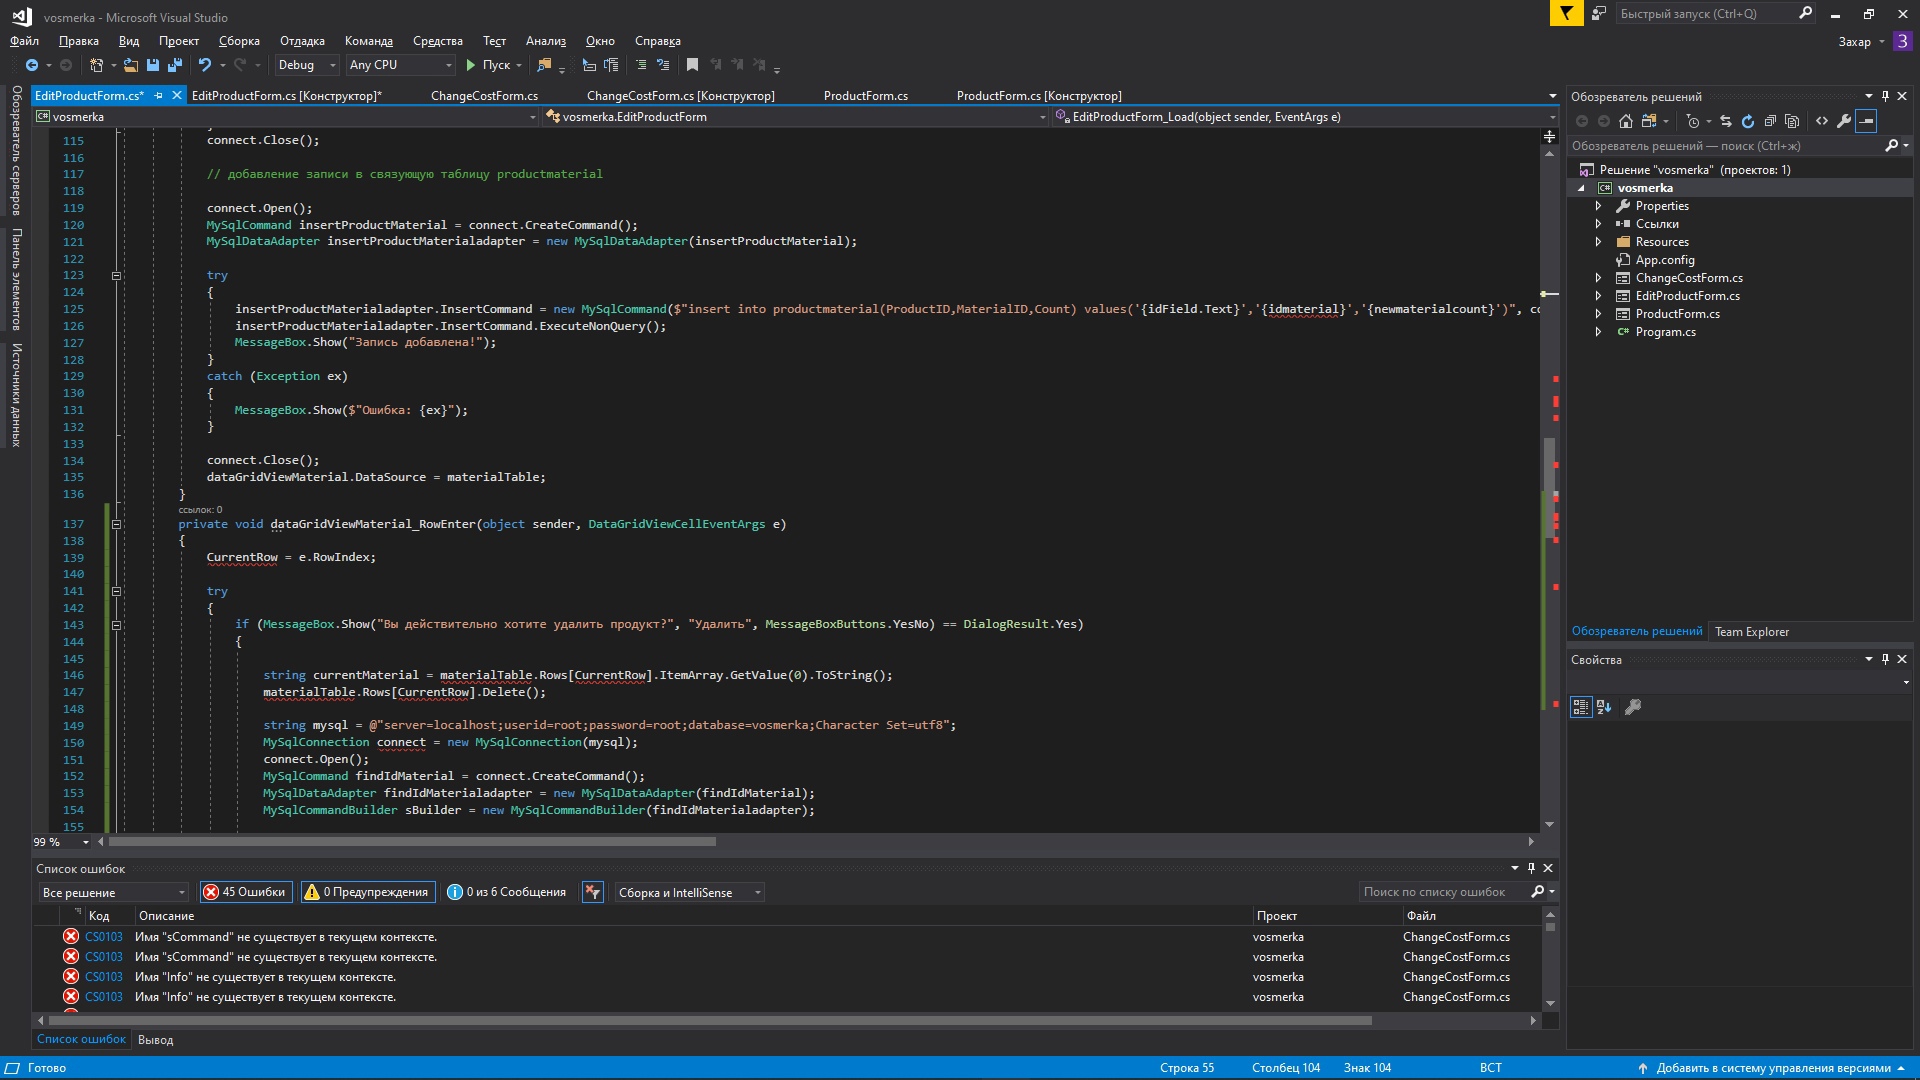 vosmerka - Microsoft Visual Studio
Быстрый запуск (Ctrl+Q)
Файл Правка Вид Проект Сборка Отладка Команда Средства Тест Анализ Окно Справка
Захар З
Debug Any CPU Пуск
EditProductForm.cs* EditProductForm.cs [Конструктор]* ChangeCostForm.cs ChangeCostForm.cs [Конструктор] ProductForm.cs ProductForm.cs [Конструктор]
vosmerka vosmerka.EditProductForm EditProductForm_Load(object sender, EventArgs e)
Обозреватель серверов
Панель элементов
Источники данных
115 connect.Close();
116
117 // добавление записи в связующую таблицу productmaterial
118
119 connect.Open();
120 MySqlCommand insertProductMaterial = connect.CreateCommand();
121 MySqlDataAdapter insertProductMaterialadapter = new MySqlDataAdapter(insertProductMaterial);
122
123 try
124 {
125 insertProductMaterialadapter.InsertCommand = new MySqlCommand($"insert into productmaterial(ProductID,MaterialID,Count) values('{idField.Text}','{idmaterial}','{newmaterialcount}')", co
126 insertProductMaterialadapter.InsertCommand.ExecuteNonQuery();
127 MessageBox.Show("Запись добавлена!");
128 }
129 catch (Exception ex)
130 {
131 MessageBox.Show($"Ошибка: {ex}");
132 }
133
134 connect.Close();
135 dataGridViewMaterial.DataSource = materialTable;
136 }
ссылок: 0
137 private void dataGridViewMaterial_RowEnter(object sender, DataGridViewCellEventArgs e)
138 {
139 CurrentRow = e.RowIndex;
140
141 try
142 {
143 if (MessageBox.Show("Вы действительно хотите удалить продукт?", "Удалить", MessageBoxButtons.YesNo) == DialogResult.Yes)
144 {
145
146 string currentMaterial = materialTable.Rows[CurrentRow].ItemArray.GetValue(0).ToString();
147 materialTable.Rows[CurrentRow].Delete();
148
149 string mysql = @"server=localhost;userid=root;password=root;database=vosmerka;Character Set=utf8";
150 MySqlConnection connect = new MySqlConnection(mysql);
151 connect.Open();
152 MySqlCommand findIdMaterial = connect.CreateCommand();
153 MySqlDataAdapter findIdMaterialadapter = new MySqlDataAdapter(findIdMaterial);
154 MySqlCommandBuilder sBuilder = new MySqlCommandBuilder(findIdMaterialadapter);
155
99 %
Обозреватель решений
Обозреватель решений — поиск (Ctrl+ж)
Решение "vosmerka" (проектов: 1)
vosmerka
Properties
Ссылки
Resources
App.config
ChangeCostForm.cs
EditProductForm.cs
ProductForm.cs
Program.cs
Обозреватель решений Team Explorer
Свойства
Список ошибок
Все решение 45 Ошибки 0 Предупреждения 0 из 6 Сообщения Сборка и IntelliSense Поиск по списку ошибок
Код Описание Проект Файл
CS0103 Имя "sCommand" не существует в текущем контексте. vosmerka ChangeCostForm.cs
CS0103 Имя "sCommand" не существует в текущем контексте. vosmerka ChangeCostForm.cs
CS0103 Имя "Info" не существует в текущем контексте. vosmerka ChangeCostForm.cs
CS0103 Имя "Info" не существует в текущем контексте. vosmerka ChangeCostForm.cs
Список ошибок Вывод
Готово Строка 55 Столбец 104 Знак 104 ВСТ Добавить в систему управления версиями